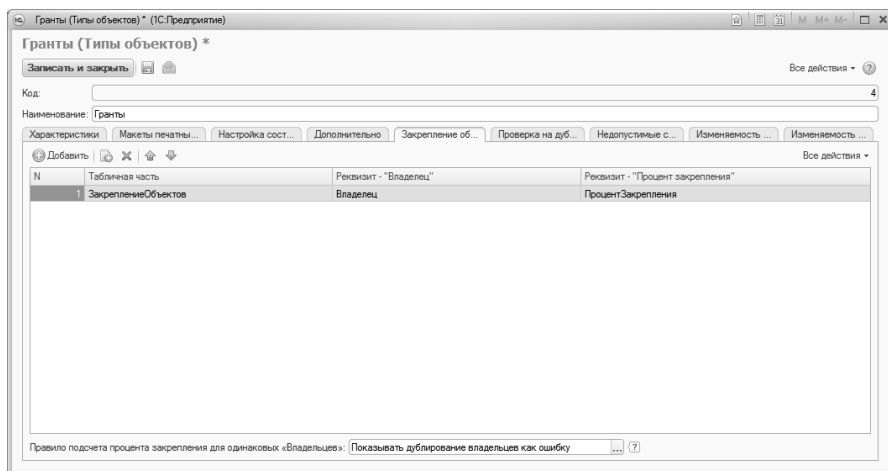 Гранты (Типы объектов) * (1С:Предприятие) M M+ M-
Гранты (Типы объектов) *
Записать и закрыть Все действия
Код: 4
Наименование: Гранты
Характеристики Макеты печатны... Настройка сост... Дополнительно Закрепление об... Проверка на дуб... Недопустимые с... Изменяемость ... Изменяемость ...
Добавить Все действия
N Табличная часть Реквизит - "Владелец" Реквизит - "Процент закрепления"
1 ЗакреплениеОбъектов Владелец ПроцентЗакрепления
Правило подсчета процента закрепления для одинаковых «Владельцев»: Показывать дублирование владельцев как ошибку ... ?